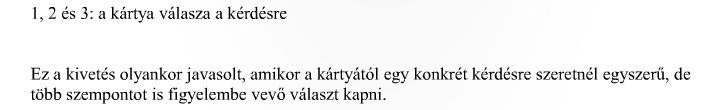 1, 2 és 3: a kártya válasza a kérdésre
Ez a kivetés olyankor javasolt, amikor a kártyától egy konkrét kérdésre szeretnél egyszerű, de
több szempontot is figyelembe vevő választ kapni.